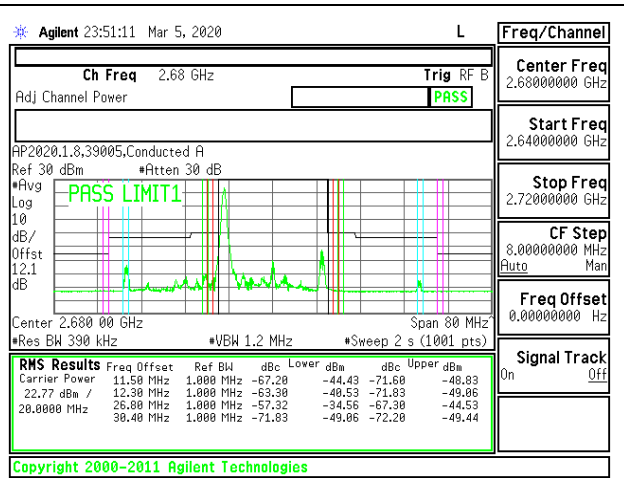 Agilent 23:51:11 Mar 5, 2020 L
Freq/Channel
Ch Freq 2.68 GHz Trig RF B
Adj Channel Power PASS
Center Freq
2.68000000 GHz
Start Freq
2.64000000 GHz
AP2020.1.8,39005,Conducted A
Ref 30 dBm #Atten 30 dB
#Avg
Log
10
dB/
Offst
12.1
dB
PASS LIMIT1
Stop Freq
2.72000000 GHz
CF Step
8.00000000 MHz
Auto Man
Freq Offset
0.00000000 Hz
Center 2.680 00 GHz Span 80 MHz^
#Res BW 390 kHz #VBW 1.2 MHz #Sweep 2 s (1001 pts)
Signal Track
On Off
RMS Results Freq Offset Ref BW dBc Lower dBm dBc Upper dBm
Carrier Power 11.50 MHz 1.000 MHz -67.20 -44.43 -71.60 -48.83
22.77 dBm / 12.30 MHz 1.000 MHz -63.30 -40.53 -71.83 -49.06
20.0000 MHz 26.80 MHz 1.000 MHz -57.32 -34.56 -67.30 -44.53
30.40 MHz 1.000 MHz -71.83 -49.06 -72.20 -49.44
Copyright 2000-2011 Agilent Technologies